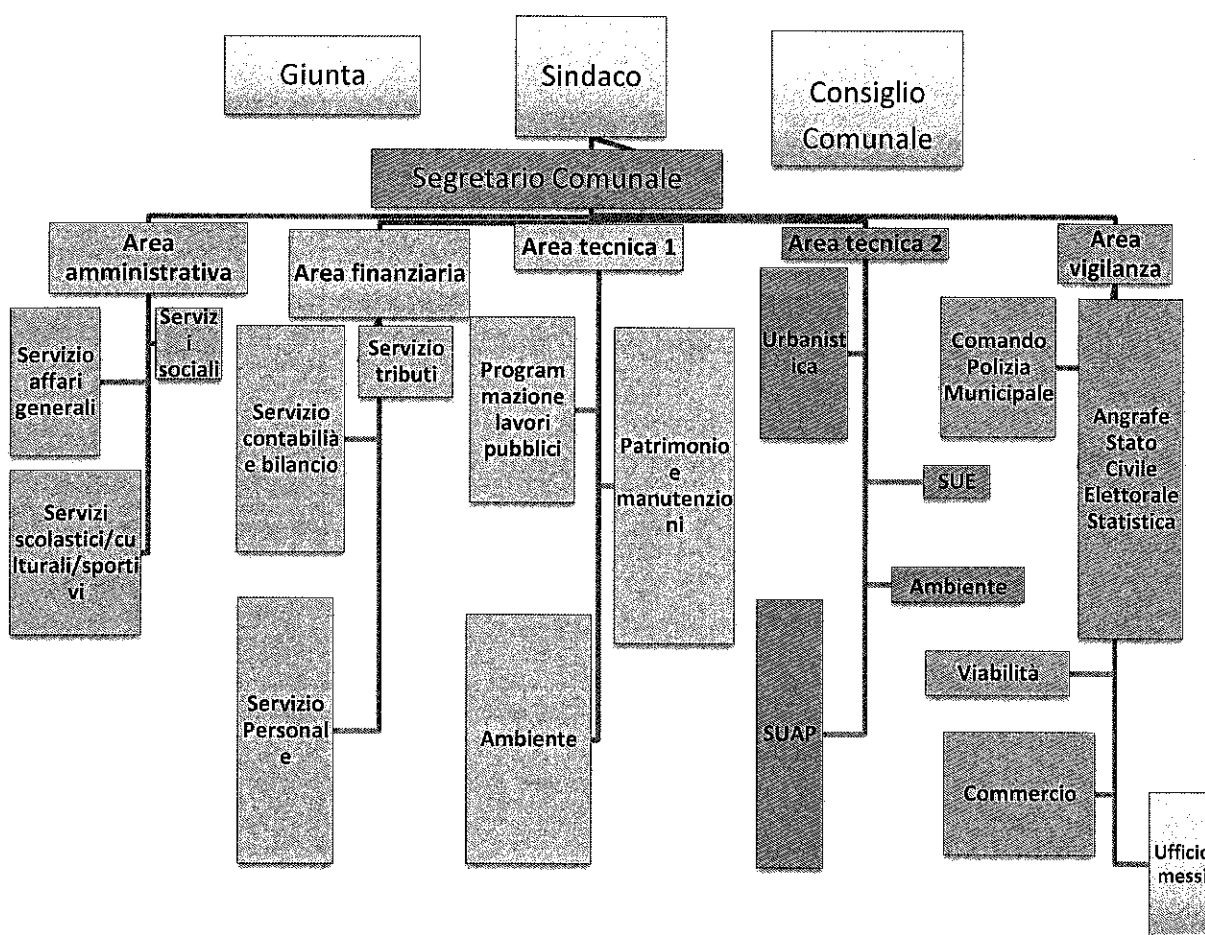 Giunta
Sindaco
Consiglio
Comunale
Segretario Comunale
Area
amministrativa
Servizio
affari
generali
Serviz
i
sociali
Servizi
scolastici/cu
lturali/sporti
vi
Area finanziaria
Servizio
tributi
Servizio
contabilià
e bilancio
Servizio
Personal
e
Area tecnica 1
Program
mazione
lavori
pubblici
Patrimonio
e
manutenzio
ni
Ambiente
Area tecnica 2
Urbanist
ica
SUE
Ambiente
SUAP
Area
vigilanza
Comando
Polizia
Municipale
Angrafe
Stato
Civile
Elettorale
Statistica
Viabilità
Commercio
Ufficio
messi